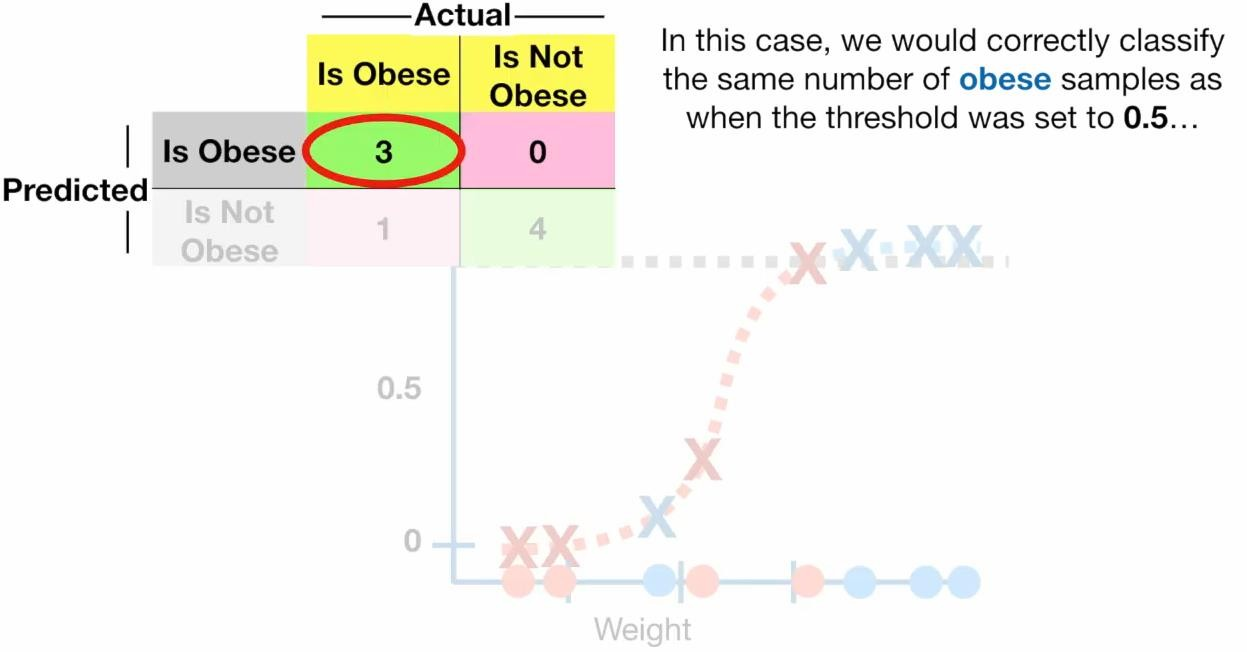 Actual
Is Obese
Is Not
Obese
Predicted
Is Obese
3
0
Is Not
Obese
1
4
In this case, we would correctly classify
the same number of obese samples as
when the threshold was set to 0.5…
0.5
0
X X X X X X X X
Weight